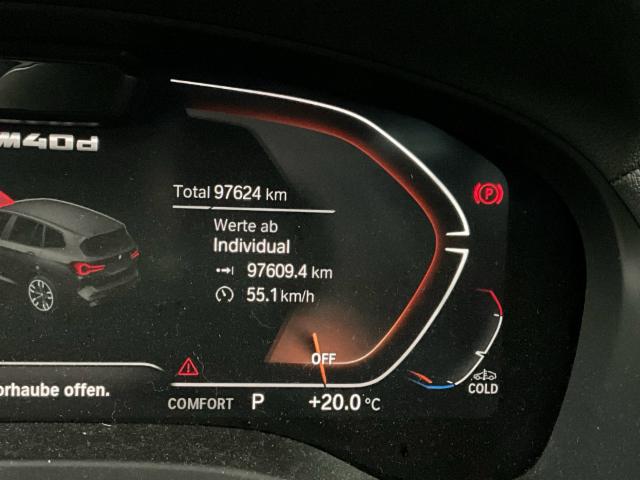 M40d
Total 97624 km
Werte ab
Individual
97609.4 km
55.1 km/h
OFF
orhaube offen.
COMFORT P +20.0 °C
COLD
P